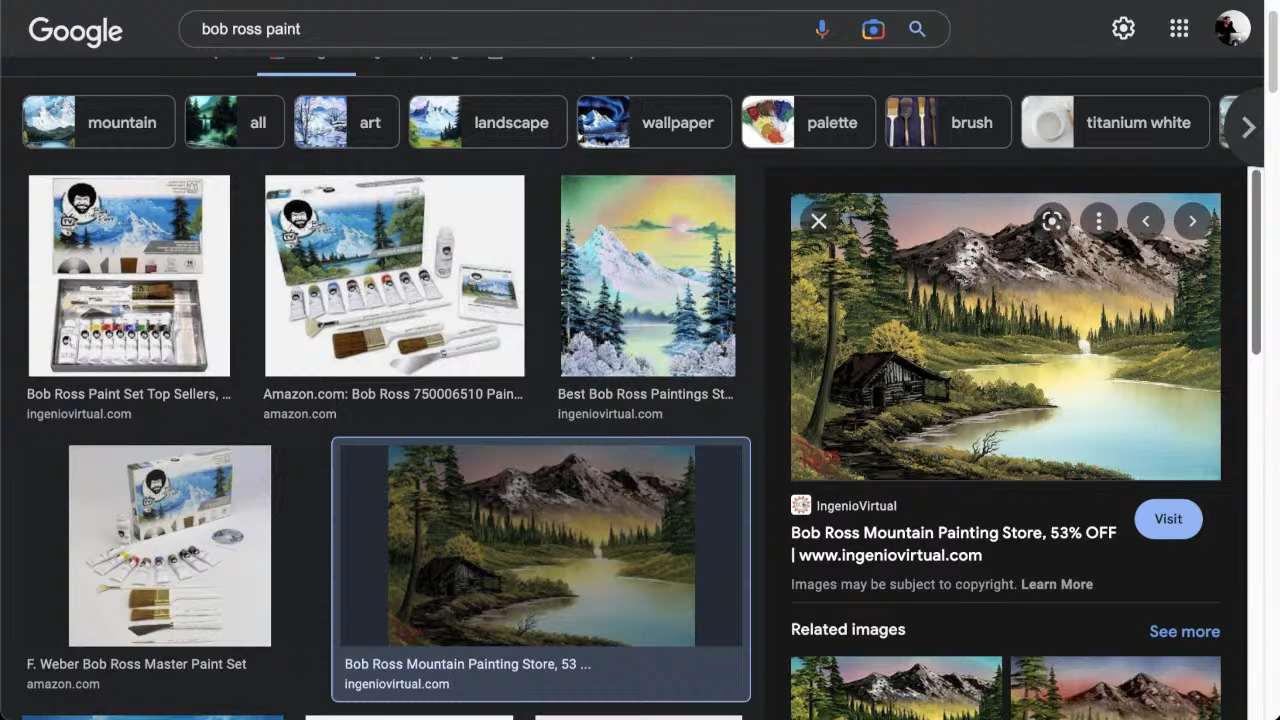 Google
bob ross paint
mountain
all
art
landscape
wallpaper
palette
brush
titanium white
Bob Ross Paint Set Top Sellers, ...
ingeniovirtual.com
Amazon.com: Bob Ross 750006510 Pain...
amazon.com
Best Bob Ross Paintings St...
ingeniovirtual.com
F. Weber Bob Ross Master Paint Set
amazon.com
Bob Ross Mountain Painting Store, 53 ...
ingeniovirtual.com
Ross
IngenioVirtual
Bob Ross Mountain Painting Store, 53% OFF
| www.ingeniovirtual.com
Visit
Images may be subject to copyright. Learn More
Related images
See more